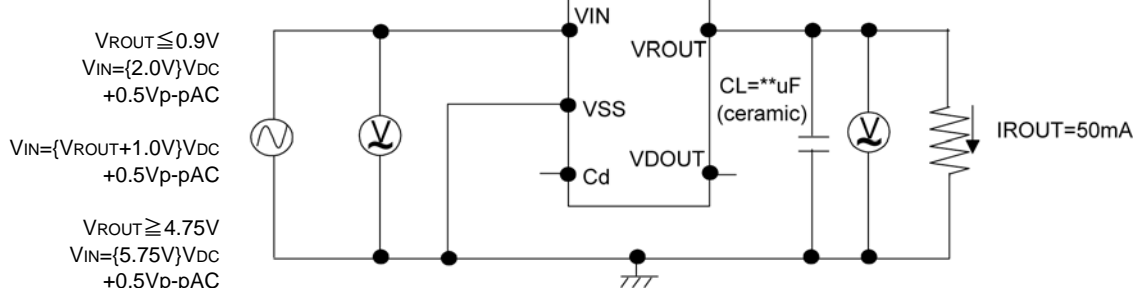 VROUT≦0.9V
VIN={2.0V}VDC
+0.5Vp-pAC
VIN={VROUT+1.0V}VDC
+0.5Vp-pAC
VROUT≧4.75V
VIN={5.75V}VDC
+0.5Vp-pAC
V
VIN
VSS
Cd
VROUT
VDOUT
CL=**uF
(ceramic)
V
IROUT=50mA